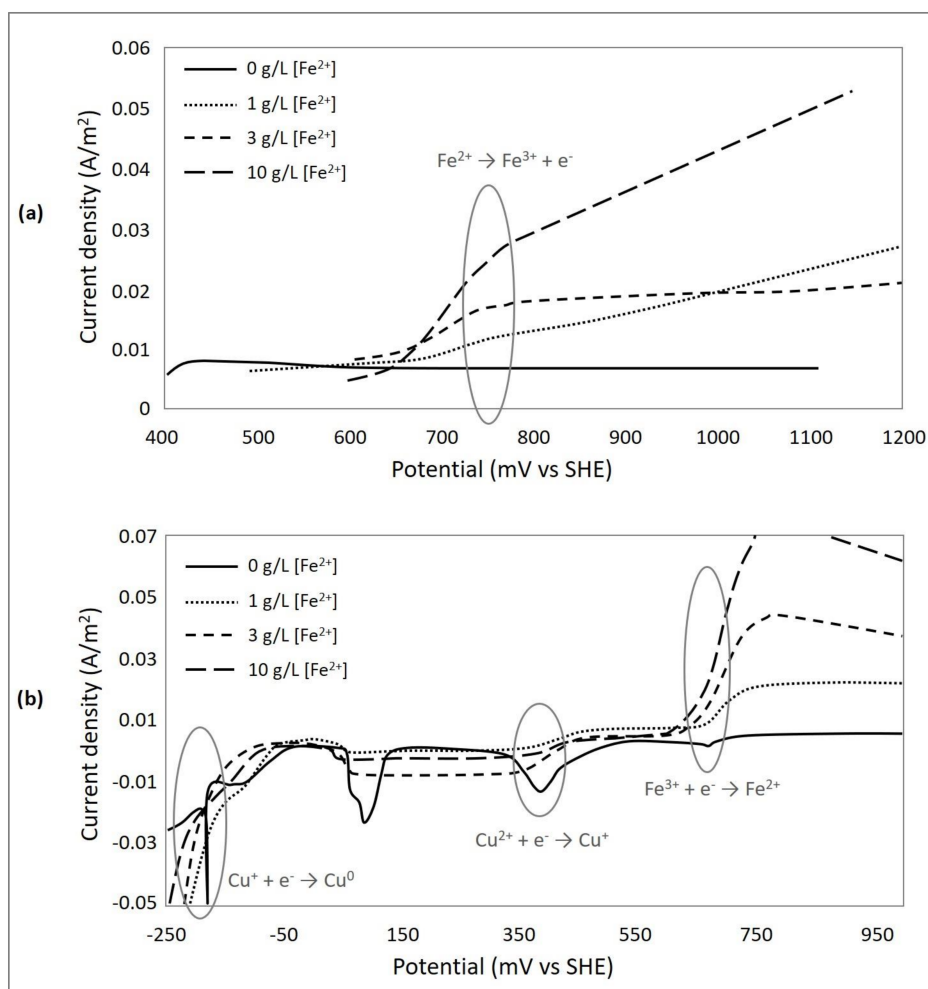 0.06
0 g/L [Fe²⁺]
0.05
1 g/L [Fe²⁺]
3 g/L [Fe²⁺]
10 g/L [Fe²⁺]
0.04
Fe²⁺ → Fe³⁺ + e⁻
(a)
Current density (A/m²)
0.03
0.02
0.01
0
400 500 600 700 800 900 1000 1100 1200
Potential (mV vs SHE)
0.07
0 g/L [Fe²⁺]
1 g/L [Fe²⁺]
0.05
3 g/L [Fe²⁺]
10 g/L [Fe²⁺]
0.03
(b)
Current density (A/m²)
0.01
-0.01
Fe³⁺ + e⁻ → Fe²⁺
-0.03
Cu²⁺ + e⁻ → Cu⁺
Cu⁺ + e⁻ → Cu⁰
-0.05
-250 -50 150 350 550 750 950
Potential (mV vs SHE)